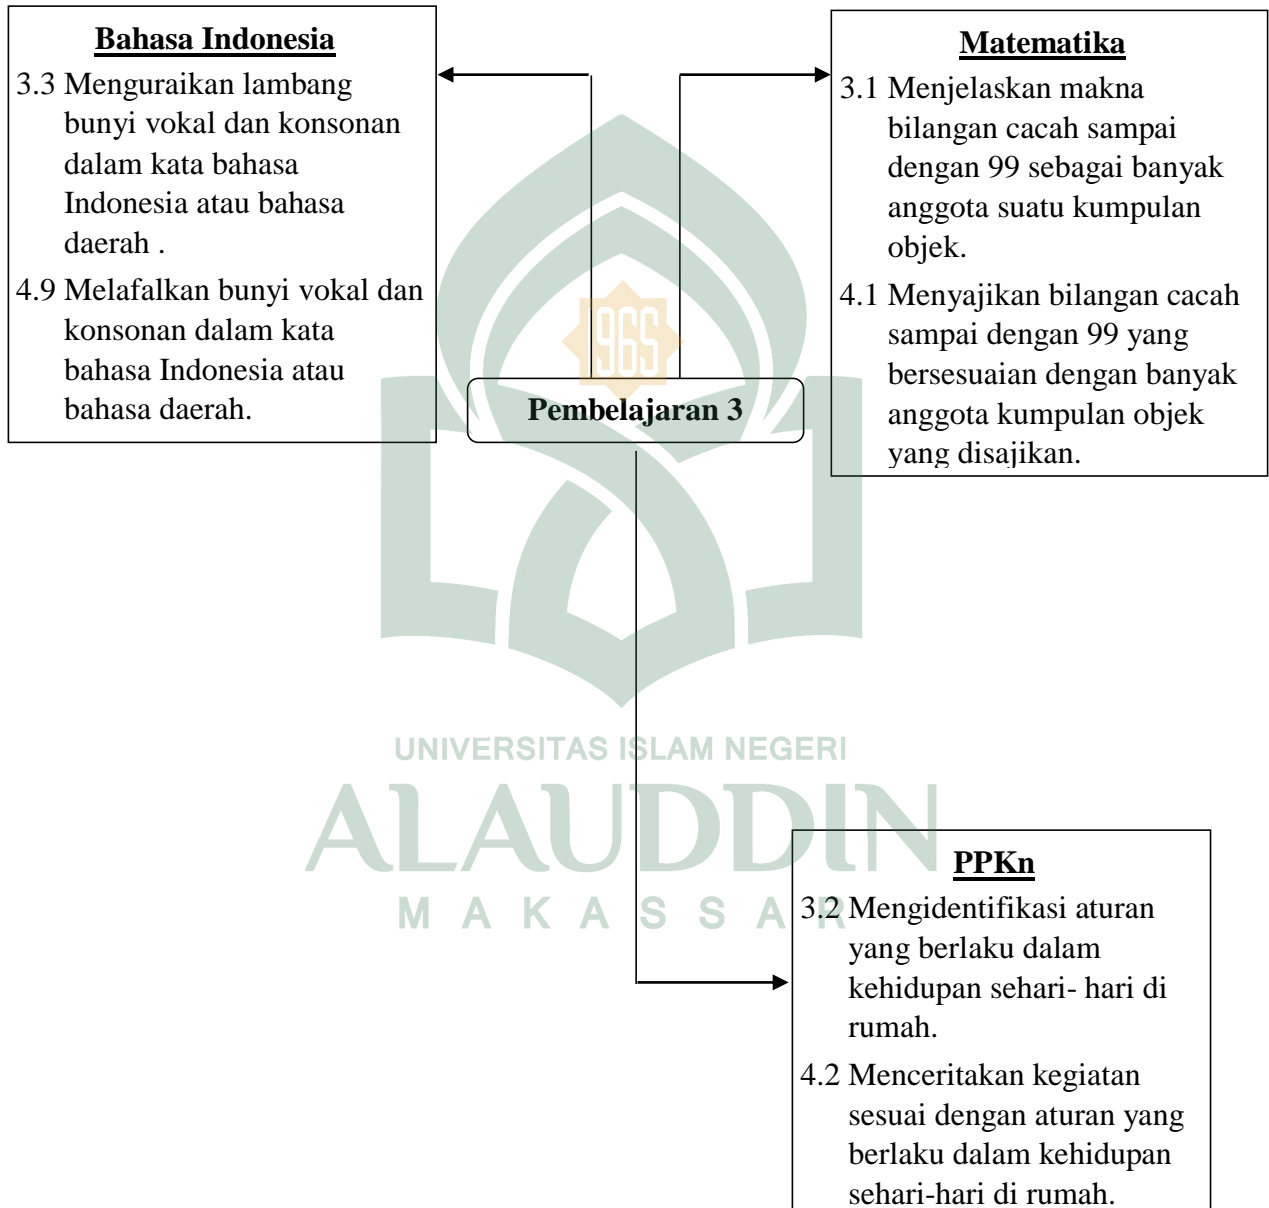 Bahasa Indonesia
3.3 Menguraikan lambang
bunyi vokal dan konsonan
dalam kata bahasa
Indonesia atau bahasa
daerah .
4.9 Melafalkan bunyi vokal dan
konsonan dalam kata
bahasa Indonesia atau
bahasa daerah.
Matematika
3.1 Menjelaskan makna
bilangan cacah sampai
dengan 99 sebagai banyak
anggota suatu kumpulan
objek.
4.1 Menyajikan bilangan cacah
sampai dengan 99 yang
bersesuaian dengan banyak
anggota kumpulan objek
yang disajikan.
965
Pembelajaran 3
UNIVERSITAS ISLAM NEGERI
ALAUDDIN
MAKASSAR
PPKn
3.2 Mengidentifikasi aturan
yang berlaku dalam
kehidupan sehari- hari di
rumah.
4.2 Menceritakan kegiatan
sesuai dengan aturan yang
berlaku dalam kehidupan
sehari-hari di rumah.